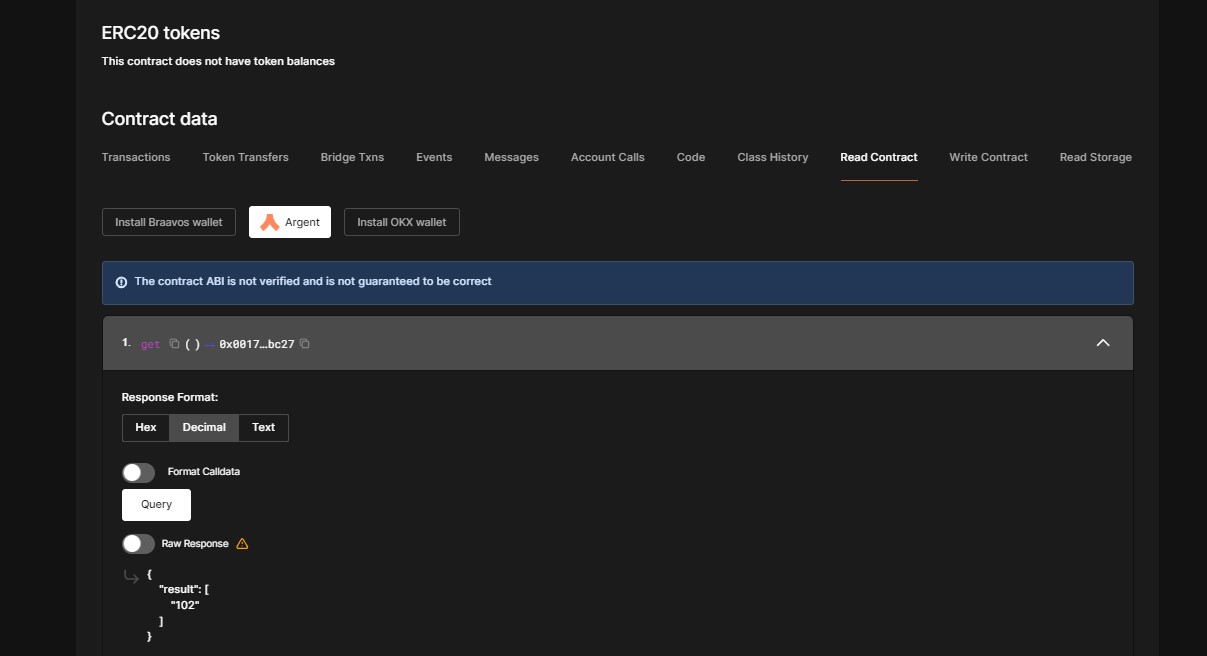 ERC20 tokens
This contract does not have token balances
Contract data
Transactions Token Transfers Bridge Txns Events Messages Account Calls Code Class History Read Contract Write Contract Read Storage
Install Braavos wallet Argent Install OKX wallet
The contract ABI is not verified and is not guaranteed to be correct
1. get ( ) → 0x0017…bc27
Response Format:
Hex Decimal Text
Format Calldata
Query
Raw Response
{
"result": [
"102"
]
}